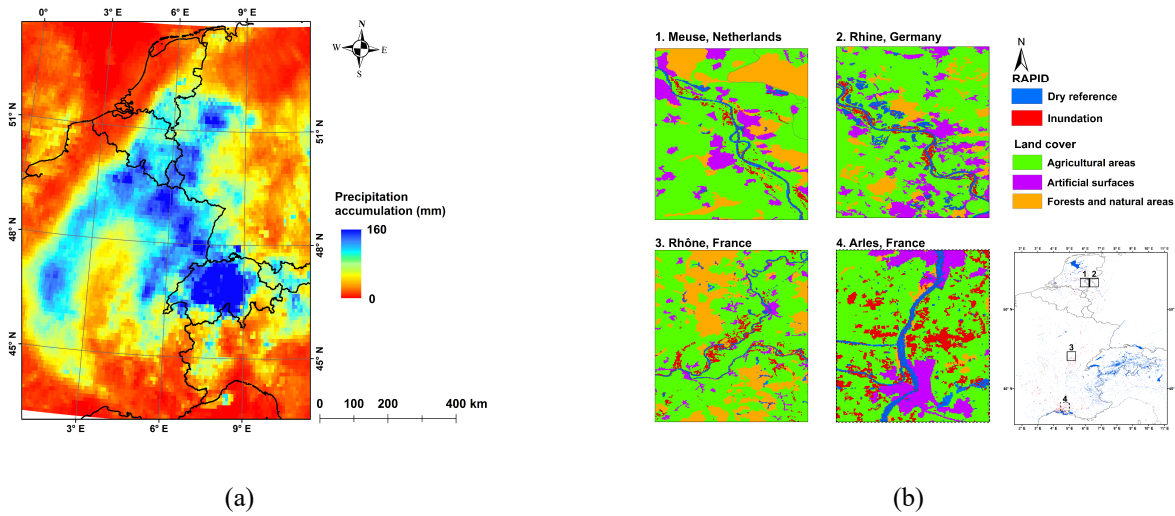 0° 3° E 6° E 9° E
51° N
48° N
45° N
51° N
48° N
45° N
3° E 6° E 9° E
N
W E
S
Precipitation
accumulation (mm)
160
0
0 100 200 400 km
(a)
1. Meuse, Netherlands
2. Rhine, Germany
3. Rhône, France
4. Arles, France
N
RAPID
Dry reference
Inundation
Land cover
Agricultural areas
Artificial surfaces
Forests and natural areas
1 2
3
4
(b)